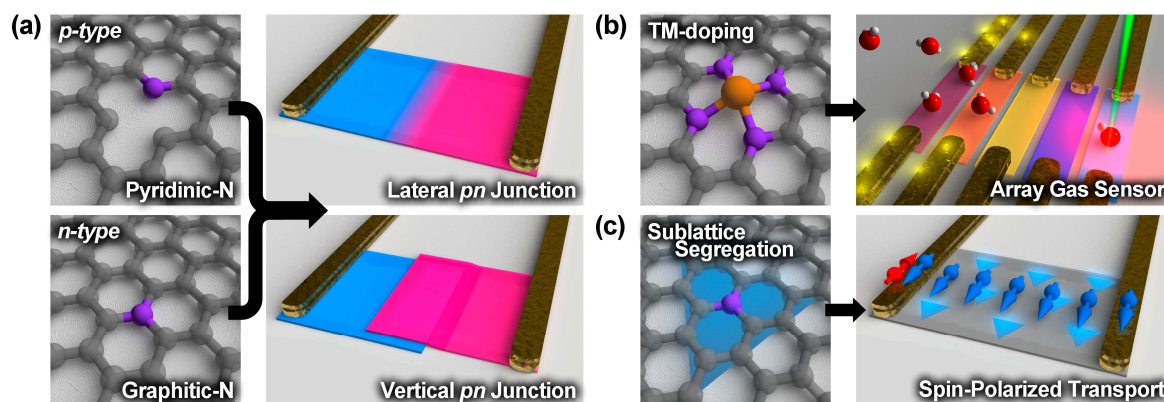 (a)
p-type
Pyridinic-N
Lateral pn Junction
n-type
Graphitic-N
Vertical pn Junction
(b)
TM-doping
Array Gas Sensor
(c)
Sublattice
Segregation
Spin-Polarized Transport